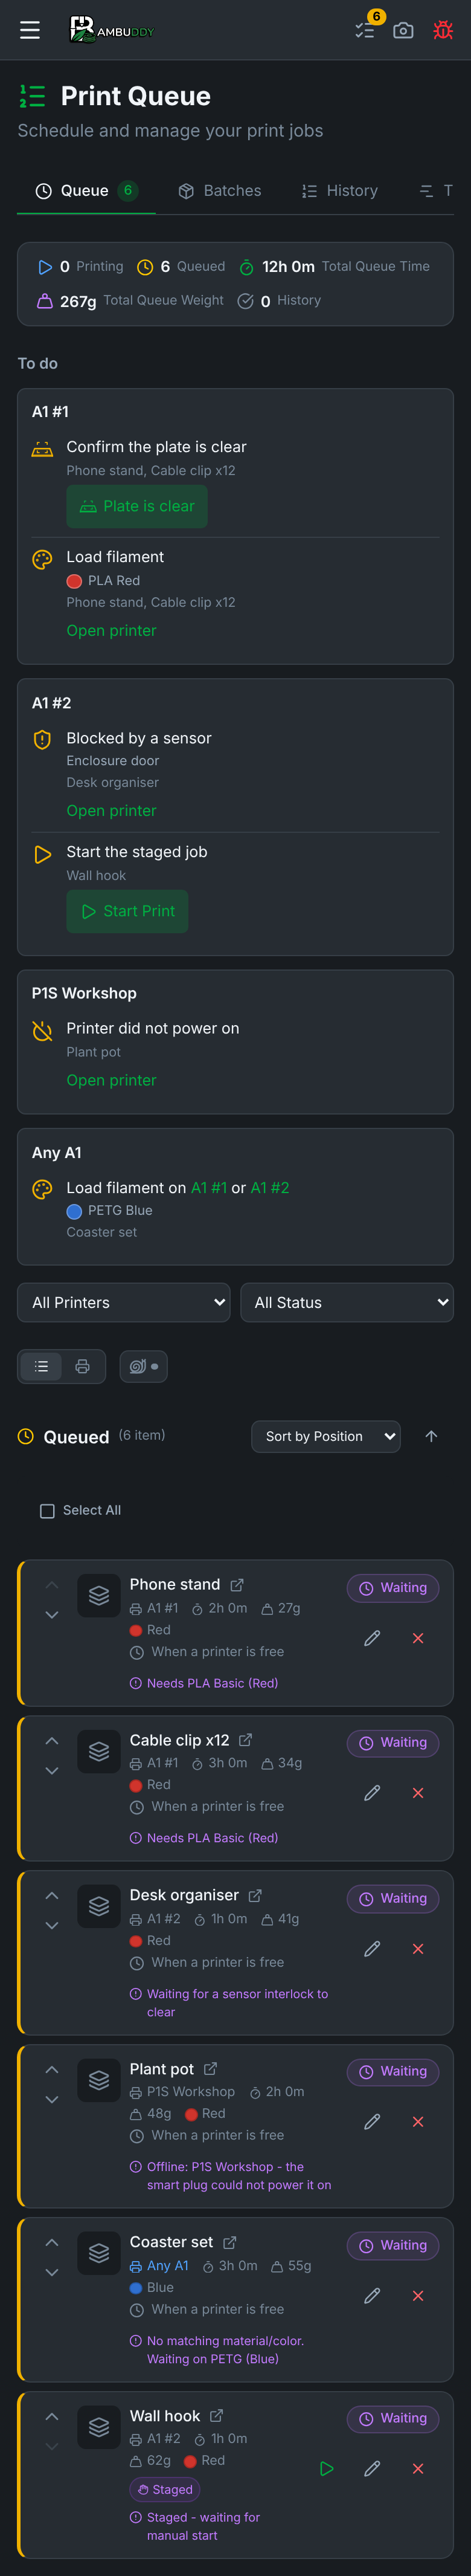 BAMBUDDY
6
Print Queue
Schedule and manage your print jobs
Queue 6 Batches History T
0 Printing 6 Queued 12h 0m Total Queue Time
267g Total Queue Weight 0 History
To do
A1 #1
Confirm the plate is clear
Phone stand, Cable clip x12
Plate is clear
Load filament
PLA Red
Phone stand, Cable clip x12
Open printer
A1 #2
Blocked by a sensor
Enclosure door
Desk organiser
Open printer
Start the staged job
Wall hook
Start Print
P1S Workshop
Printer did not power on
Plant pot
Open printer
Any A1
Load filament on A1 #1 or A1 #2
PETG Blue
Coaster set
All Printers All Status
Queued (6 item) Sort by Position
Select All
Phone stand Waiting
A1 #1 2h 0m 27g
Red
When a printer is free
Needs PLA Basic (Red)
Cable clip x12 Waiting
A1 #1 3h 0m 34g
Red
When a printer is free
Needs PLA Basic (Red)
Desk organiser Waiting
A1 #2 1h 0m 41g
Red
When a printer is free
Waiting for a sensor interlock to
clear
Plant pot Waiting
P1S Workshop 2h 0m
48g Red
When a printer is free
Offline: P1S Workshop - the
smart plug could not power it on
Coaster set Waiting
Any A1 3h 0m 55g
Blue
When a printer is free
No matching material/color.
Waiting on PETG (Blue)
Wall hook Waiting
A1 #2 1h 0m
62g Red
Staged
Staged - waiting for
manual start